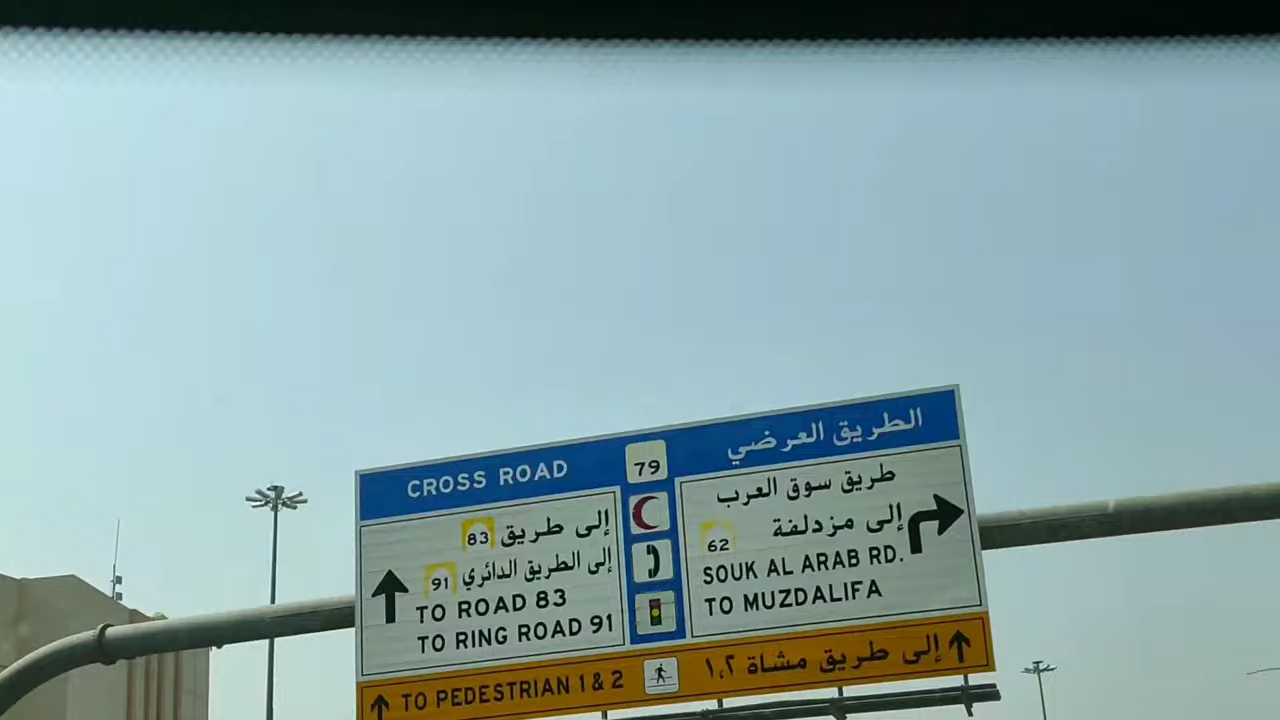 CROSS ROAD 79 الطريق العرضي
إلى طريق 83
إلى الطريق الدائري 91
TO ROAD 83
TO RING ROAD 91
طريق سوق العرب
إلى مزدلفة 62
SOUK AL ARAB RD.
TO MUZDALIFA
TO PEDESTRIAN 1 & 2
إلى طريق مشاة ١،٢